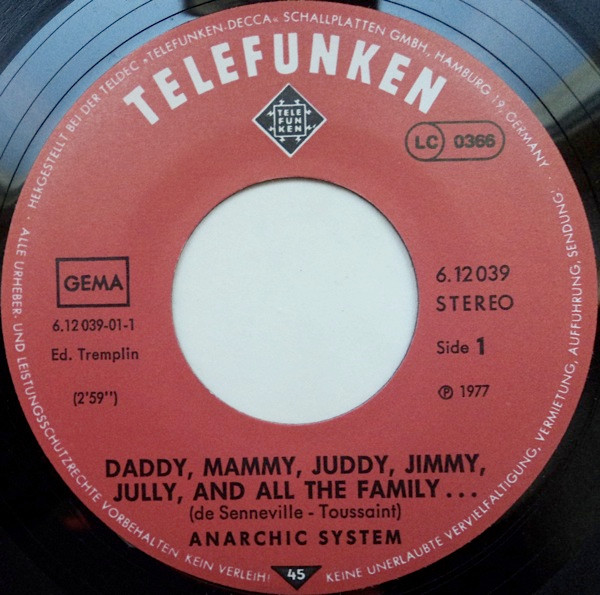 HERGESTELLT BEI DER TELDEC »TELEFUNKEN-DECCA« SCHALLPLATTEN GMBH., HAMBURG 19, GERMANY ·
TELEFUNKEN
TELE
FUN
KEN
LC 0366
GEMA
6.12 039-01-1
Ed. Tremplin
(2'59")
6.12 039
STEREO
Side 1
℗ 1977
DADDY, MAMMY, JUDDY, JIMMY,
JULLY, AND ALL THE FAMILY ...
(de Senneville - Toussaint)
ANARCHIC SYSTEM
45
· ALLE URHEBER- UND LEISTUNGSSCHUTZRECHTE VORBEHALTEN KEIN VERLEIH! KEINE UNERLAUBTE VERVIELFALTIGUNG, VERMIETUNG, AUFFUHRUNG, SENDUNG!